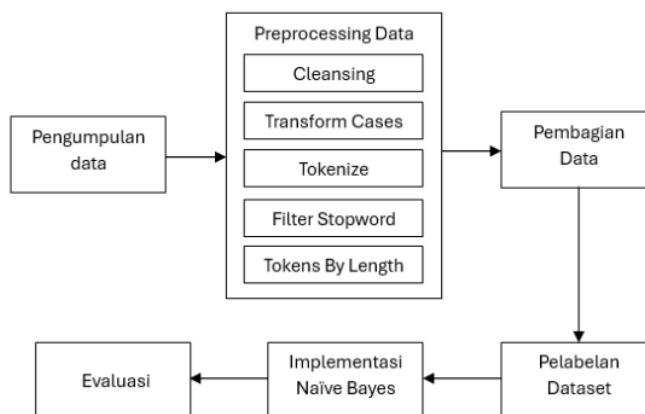 Preprocessing Data
Cleansing
Transform Cases
Tokenize
Filter Stopword
Tokens By Length
Pengumpulan
data
Pembagian
Data
Pelabelan
Dataset
Implementasi
Naïve Bayes
Evaluasi